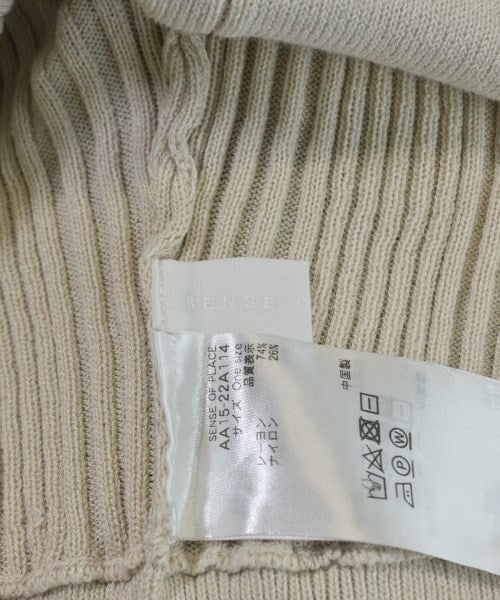 SENSE O
SENSE OF PLACE
AA15-22A114
サイズ One size
品質表示
レーヨン 74%
ナイロン 26%
中国製
P W